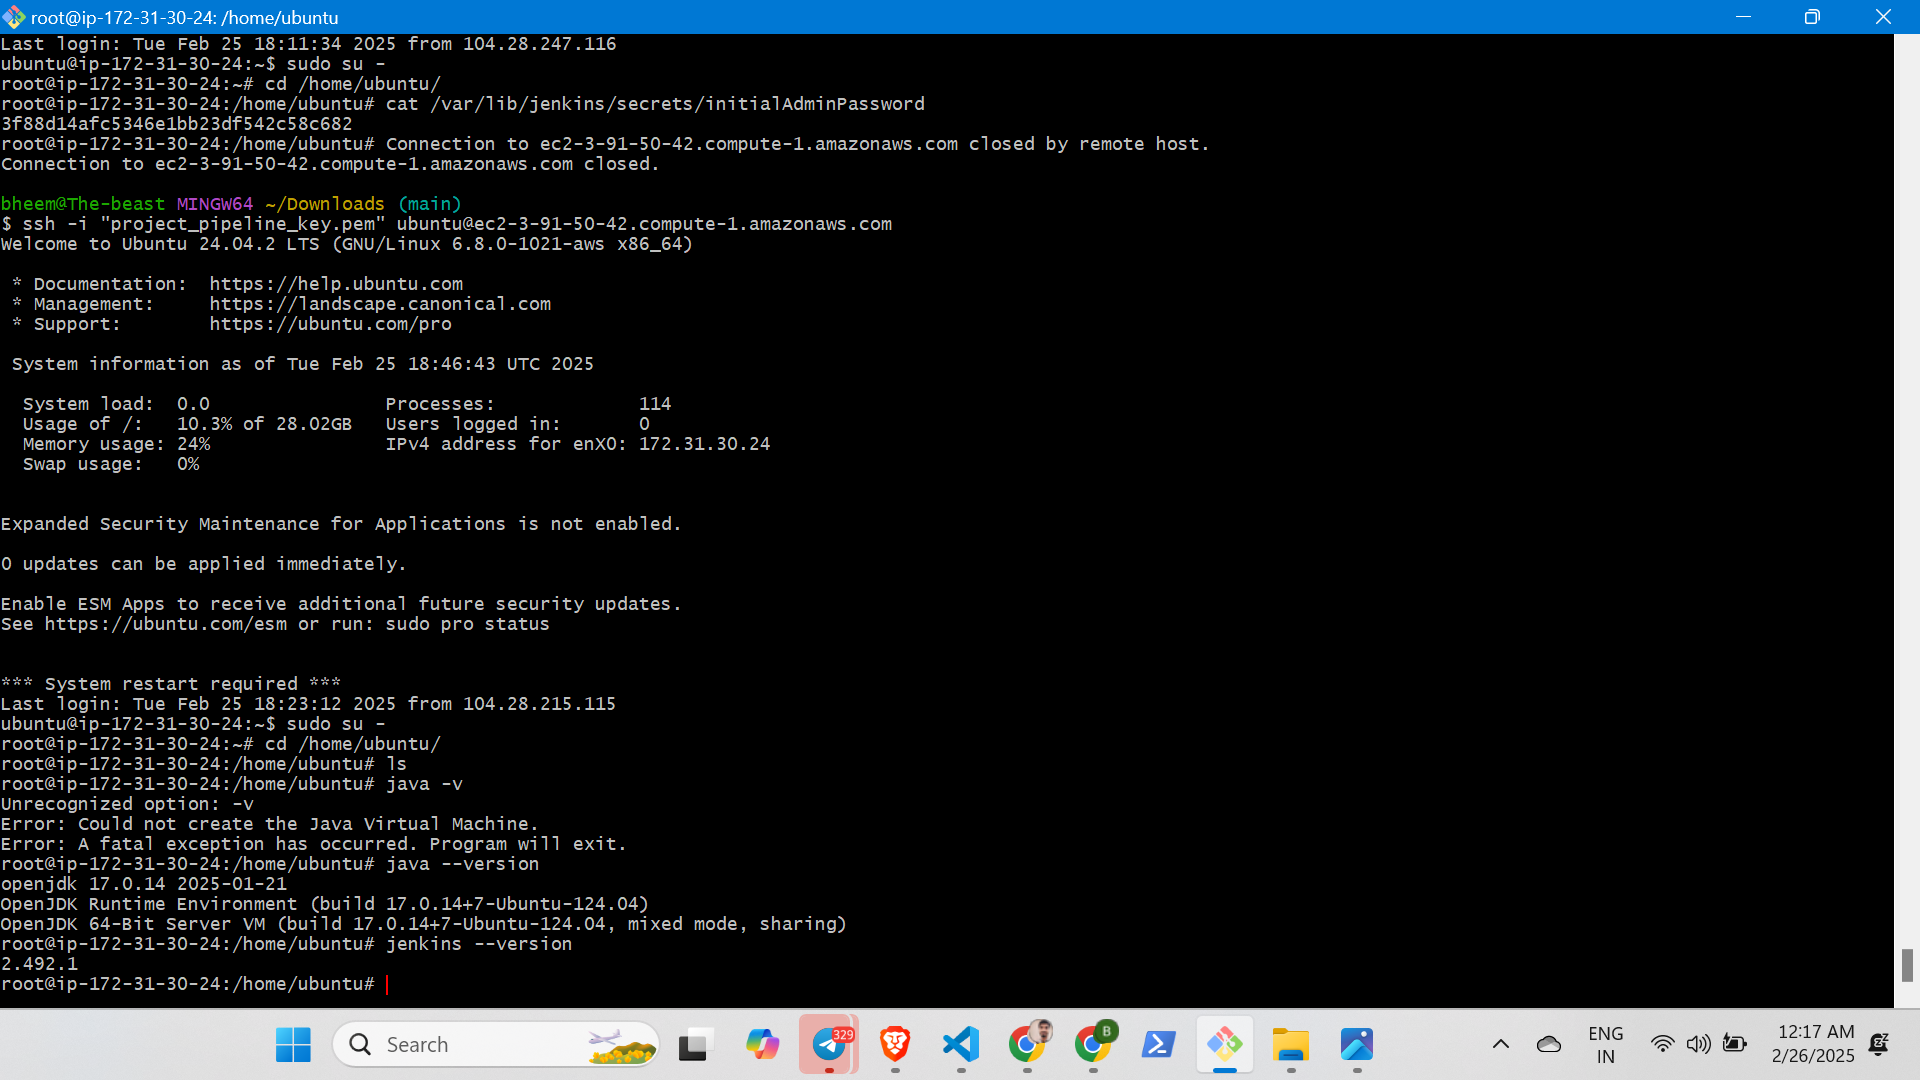 root@ip-172-31-30-24: /home/ubuntu
Last login: Tue Feb 25 18:11:34 2025 from 104.28.247.116
ubuntu@ip-172-31-30-24:~$ sudo su -
root@ip-172-31-30-24:~# cd /home/ubuntu/
root@ip-172-31-30-24:/home/ubuntu# cat /var/lib/jenkins/secrets/initialAdminPassword
3f88d14afc5346e1bb23df542c58c682
root@ip-172-31-30-24:/home/ubuntu# Connection to ec2-3-91-50-42.compute-1.amazonaws.com closed by remote host.
Connection to ec2-3-91-50-42.compute-1.amazonaws.com closed.
bheem@The-beast MINGW64 ~/Downloads (main)
$ ssh -i "project_pipeline_key.pem" ubuntu@ec2-3-91-50-42.compute-1.amazonaws.com
Welcome to Ubuntu 24.04.2 LTS (GNU/Linux 6.8.0-1021-aws x86_64)
* Documentation:  https://help.ubuntu.com
* Management:     https://landscape.canonical.com
* Support:        https://ubuntu.com/pro
System information as of Tue Feb 25 18:46:43 UTC 2025
System load:  0.0                Processes:             114
Usage of /:   10.3% of 28.02GB   Users logged in:       0
Memory usage: 24%                IPv4 address for enX0: 172.31.30.24
Swap usage:   0%
Expanded Security Maintenance for Applications is not enabled.
0 updates can be applied immediately.
Enable ESM Apps to receive additional future security updates.
See https://ubuntu.com/esm or run: sudo pro status
*** System restart required ***
Last login: Tue Feb 25 18:23:12 2025 from 104.28.215.115
ubuntu@ip-172-31-30-24:~$ sudo su -
root@ip-172-31-30-24:~# cd /home/ubuntu/
root@ip-172-31-30-24:/home/ubuntu# ls
root@ip-172-31-30-24:/home/ubuntu# java -v
Unrecognized option: -v
Error: Could not create the Java Virtual Machine.
Error: A fatal exception has occurred. Program will exit.
root@ip-172-31-30-24:/home/ubuntu# java --version
openjdk 17.0.14 2025-01-21
OpenJDK Runtime Environment (build 17.0.14+7-Ubuntu-124.04)
OpenJDK 64-Bit Server VM (build 17.0.14+7-Ubuntu-124.04, mixed mode, sharing)
root@ip-172-31-30-24:/home/ubuntu# jenkins --version
2.492.1
root@ip-172-31-30-24:/home/ubuntu#
Search
329
B
ENG
IN
12:17 AM
2/26/2025